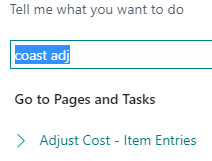 Tell me what you want to do
coast adj
Go to Pages and Tasks
Adjust Cost - Item Entries